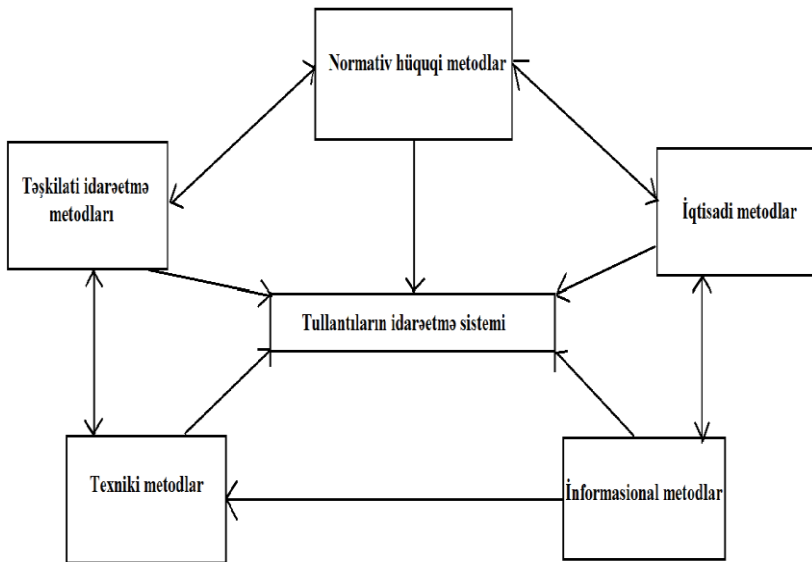 Normativ hüquqi metodlar
Təşkilati idarəetmə
metodları
İqtisadi metodlar
Tullantıların idarəetmə sistemi
Texniki metodlar
İnformasional metodlar